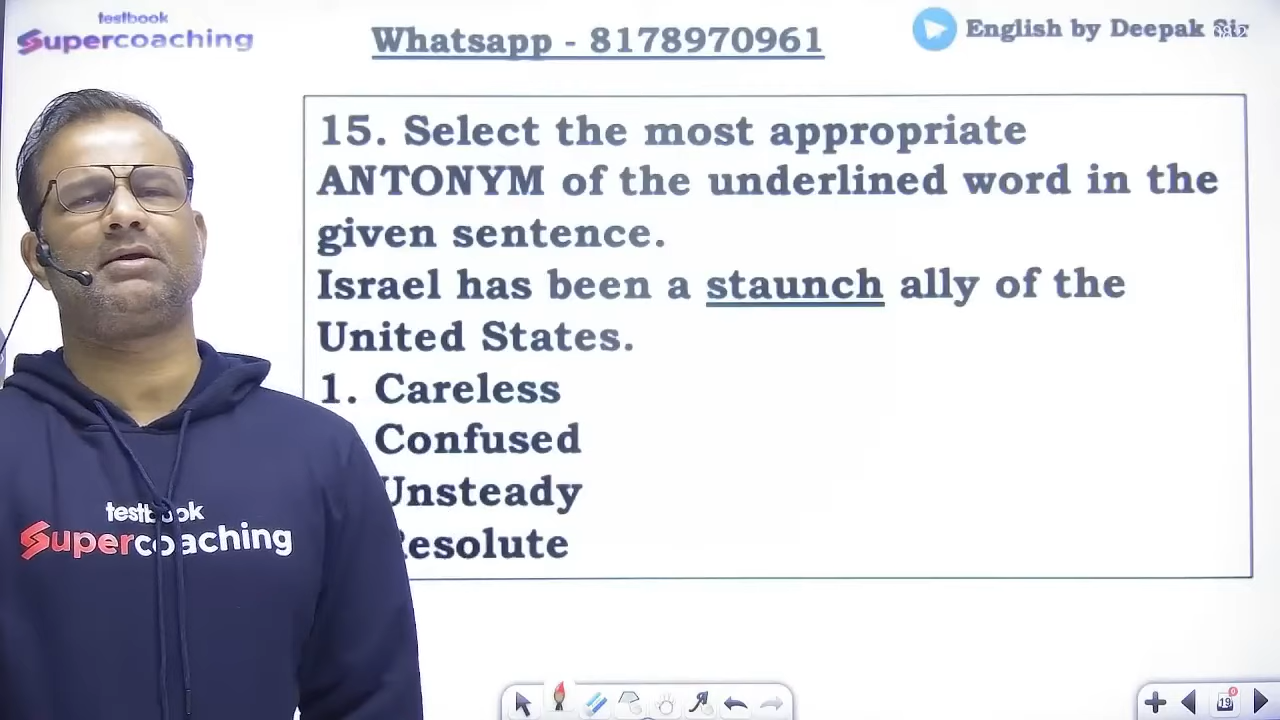 testbook
Supercoaching
Whatsapp - 8178970961
English by Deepak Sir
15. Select the most appropriate
ANTONYM of the underlined word in the
given sentence.
Israel has been a staunch ally of the
United States.
1. Careless
Confused
Unsteady
Resolute
testbook
Supercoaching
19